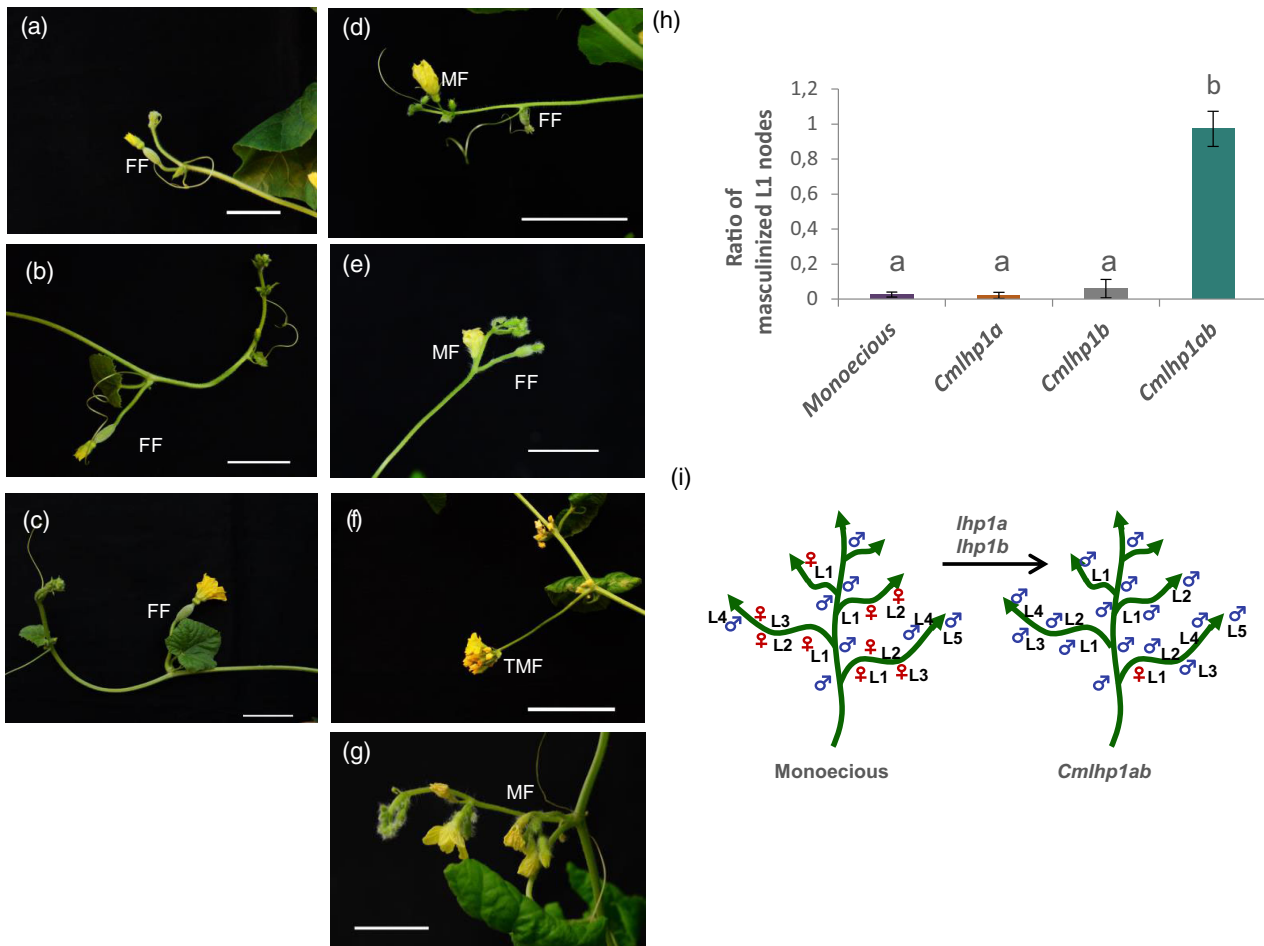 (a)
FF
(b)
FF
(c)
FF
(d)
MF
FF
(e)
MF
FF
(f)
TMF
(g)
MF
(h)
Ratio of
masculinized L1 nodes
1,2
1
0,8
0,6
0,4
0,2
0
a
a
a
b
Monoecious
Cmlhp1a
Cmlhp1b
Cmlhp1ab
(i)
lhp1a
lhp1b
♂
♀
L1
♂
♂
♂
L1
♀
L2
♀
L4
♂
♀
L3
♀
L2
♀
L1
♂
♂
L1
♀
L2
♀
L3
♂
L4
♂
L5
Monoecious
♂
♂
L1
♂
♂
L1
♂
L2
♂
♂
L4
♂
L3
♂
L2
♂
L1
♂
♂
♀
L1
♂
L2
♂
L3
♂
L4
♂
L5
Cmlhp1ab